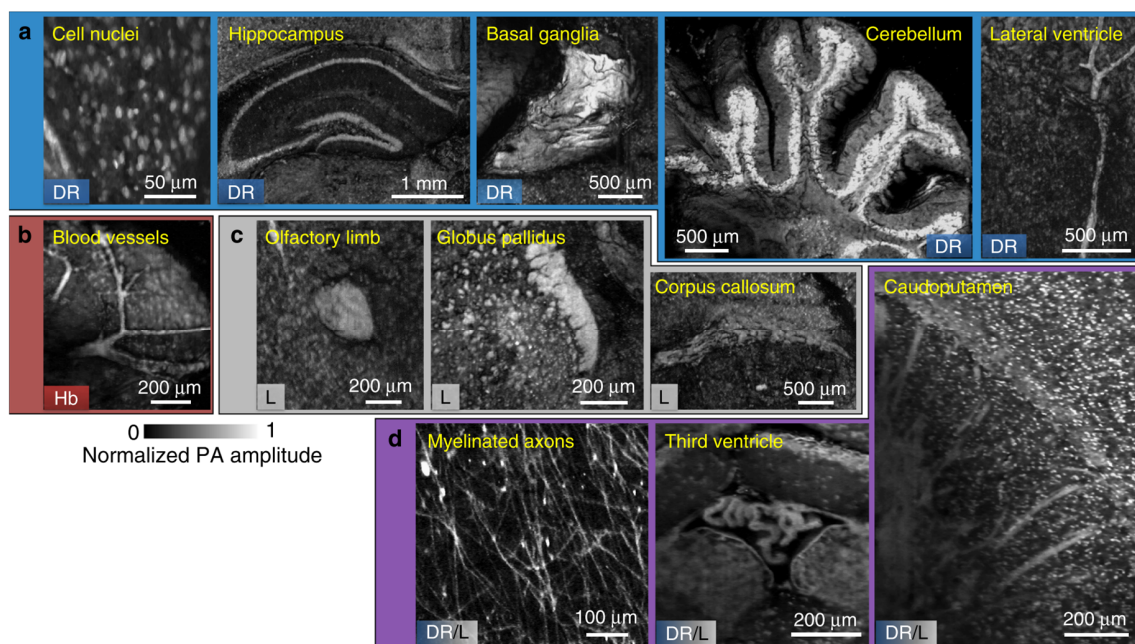 a
Cell nuclei
DR
50 μm
Hippocampus
DR
1 mm
Basal ganglia
DR
500 μm
Cerebellum
500 μm
DR
Lateral ventricle
DR
500 μm
b
Blood vessels
Hb
200 μm
c
Olfactory limb
L
200 μm
Globus pallidus
L
200 μm
Corpus callosum
L
500 μm
0
1
Normalized PA amplitude
d
Myelinated axons
DR/L
100 μm
Third ventricle
DR/L
200 μm
Caudoputamen
DR/L
200 μm